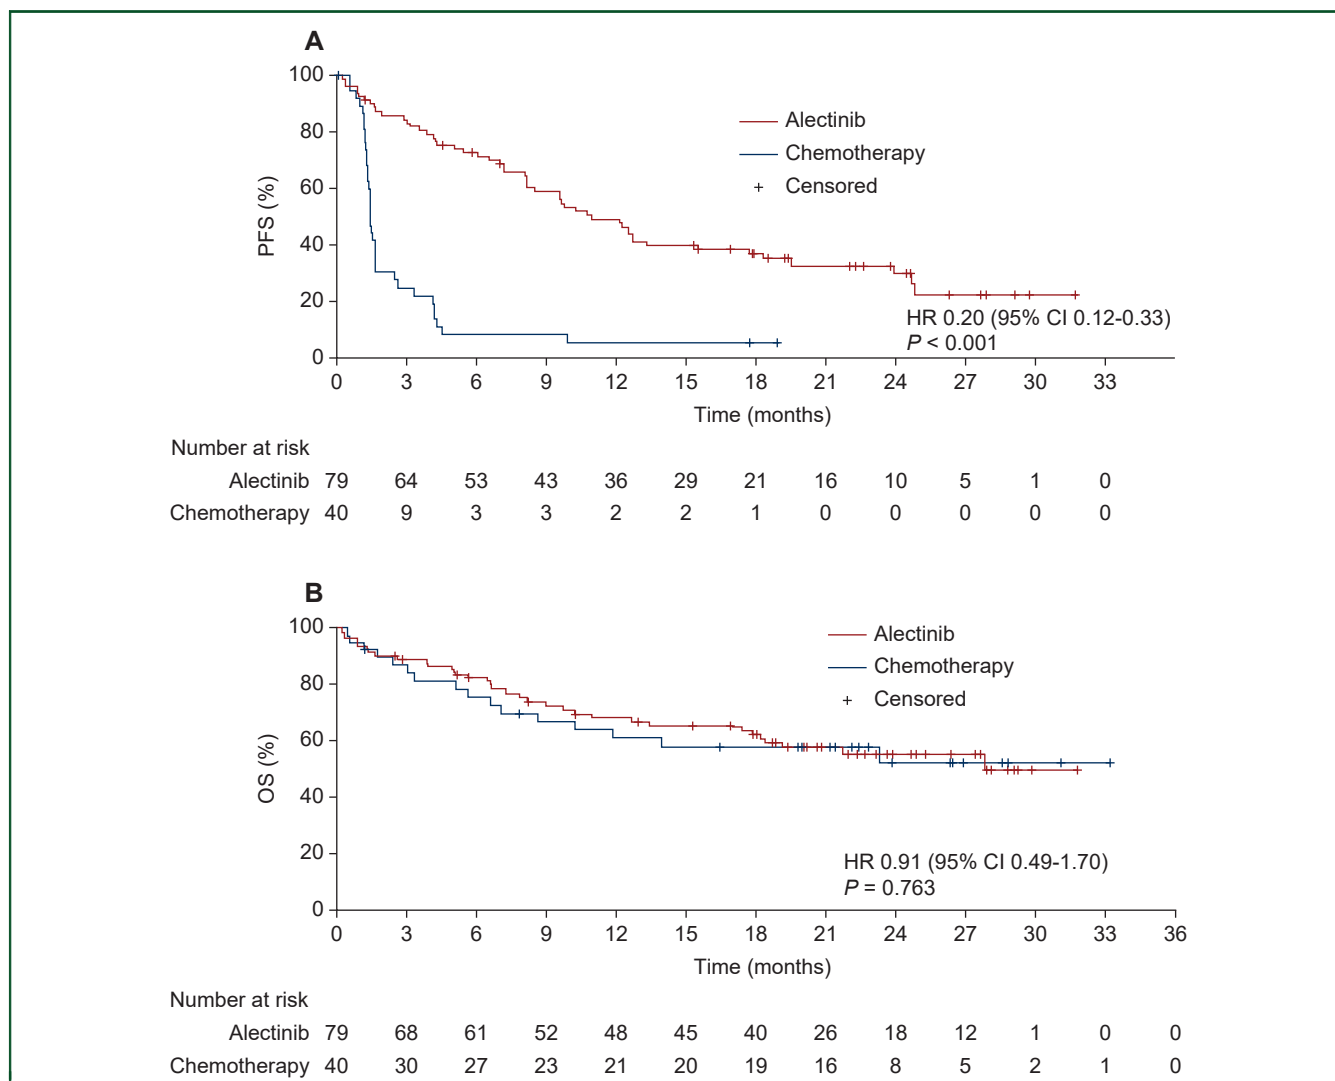 A
100
80
60
40
20
0
PFS (%)
Alectinib
Chemotherapy
Censored
HR 0.20 (95% CI 0.12-0.33)
P < 0.001
0 3 6 9 12 15 18 21 24 27 30 33
Time (months)
Number at risk
Alectinib 79 64 53 43 36 29 21 16 10 5 1 0
Chemotherapy 40 9 3 3 2 2 1 0 0 0 0 0
B
100
80
60
40
20
0
OS (%)
Alectinib
Chemotherapy
Censored
HR 0.91 (95% CI 0.49-1.70)
P = 0.763
0 3 6 9 12 15 18 21 24 27 30 33 36
Time (months)
Number at risk
Alectinib 79 68 61 52 48 45 40 26 18 12 1 0 0
Chemotherapy 40 30 27 23 21 20 19 16 8 5 2 1 0